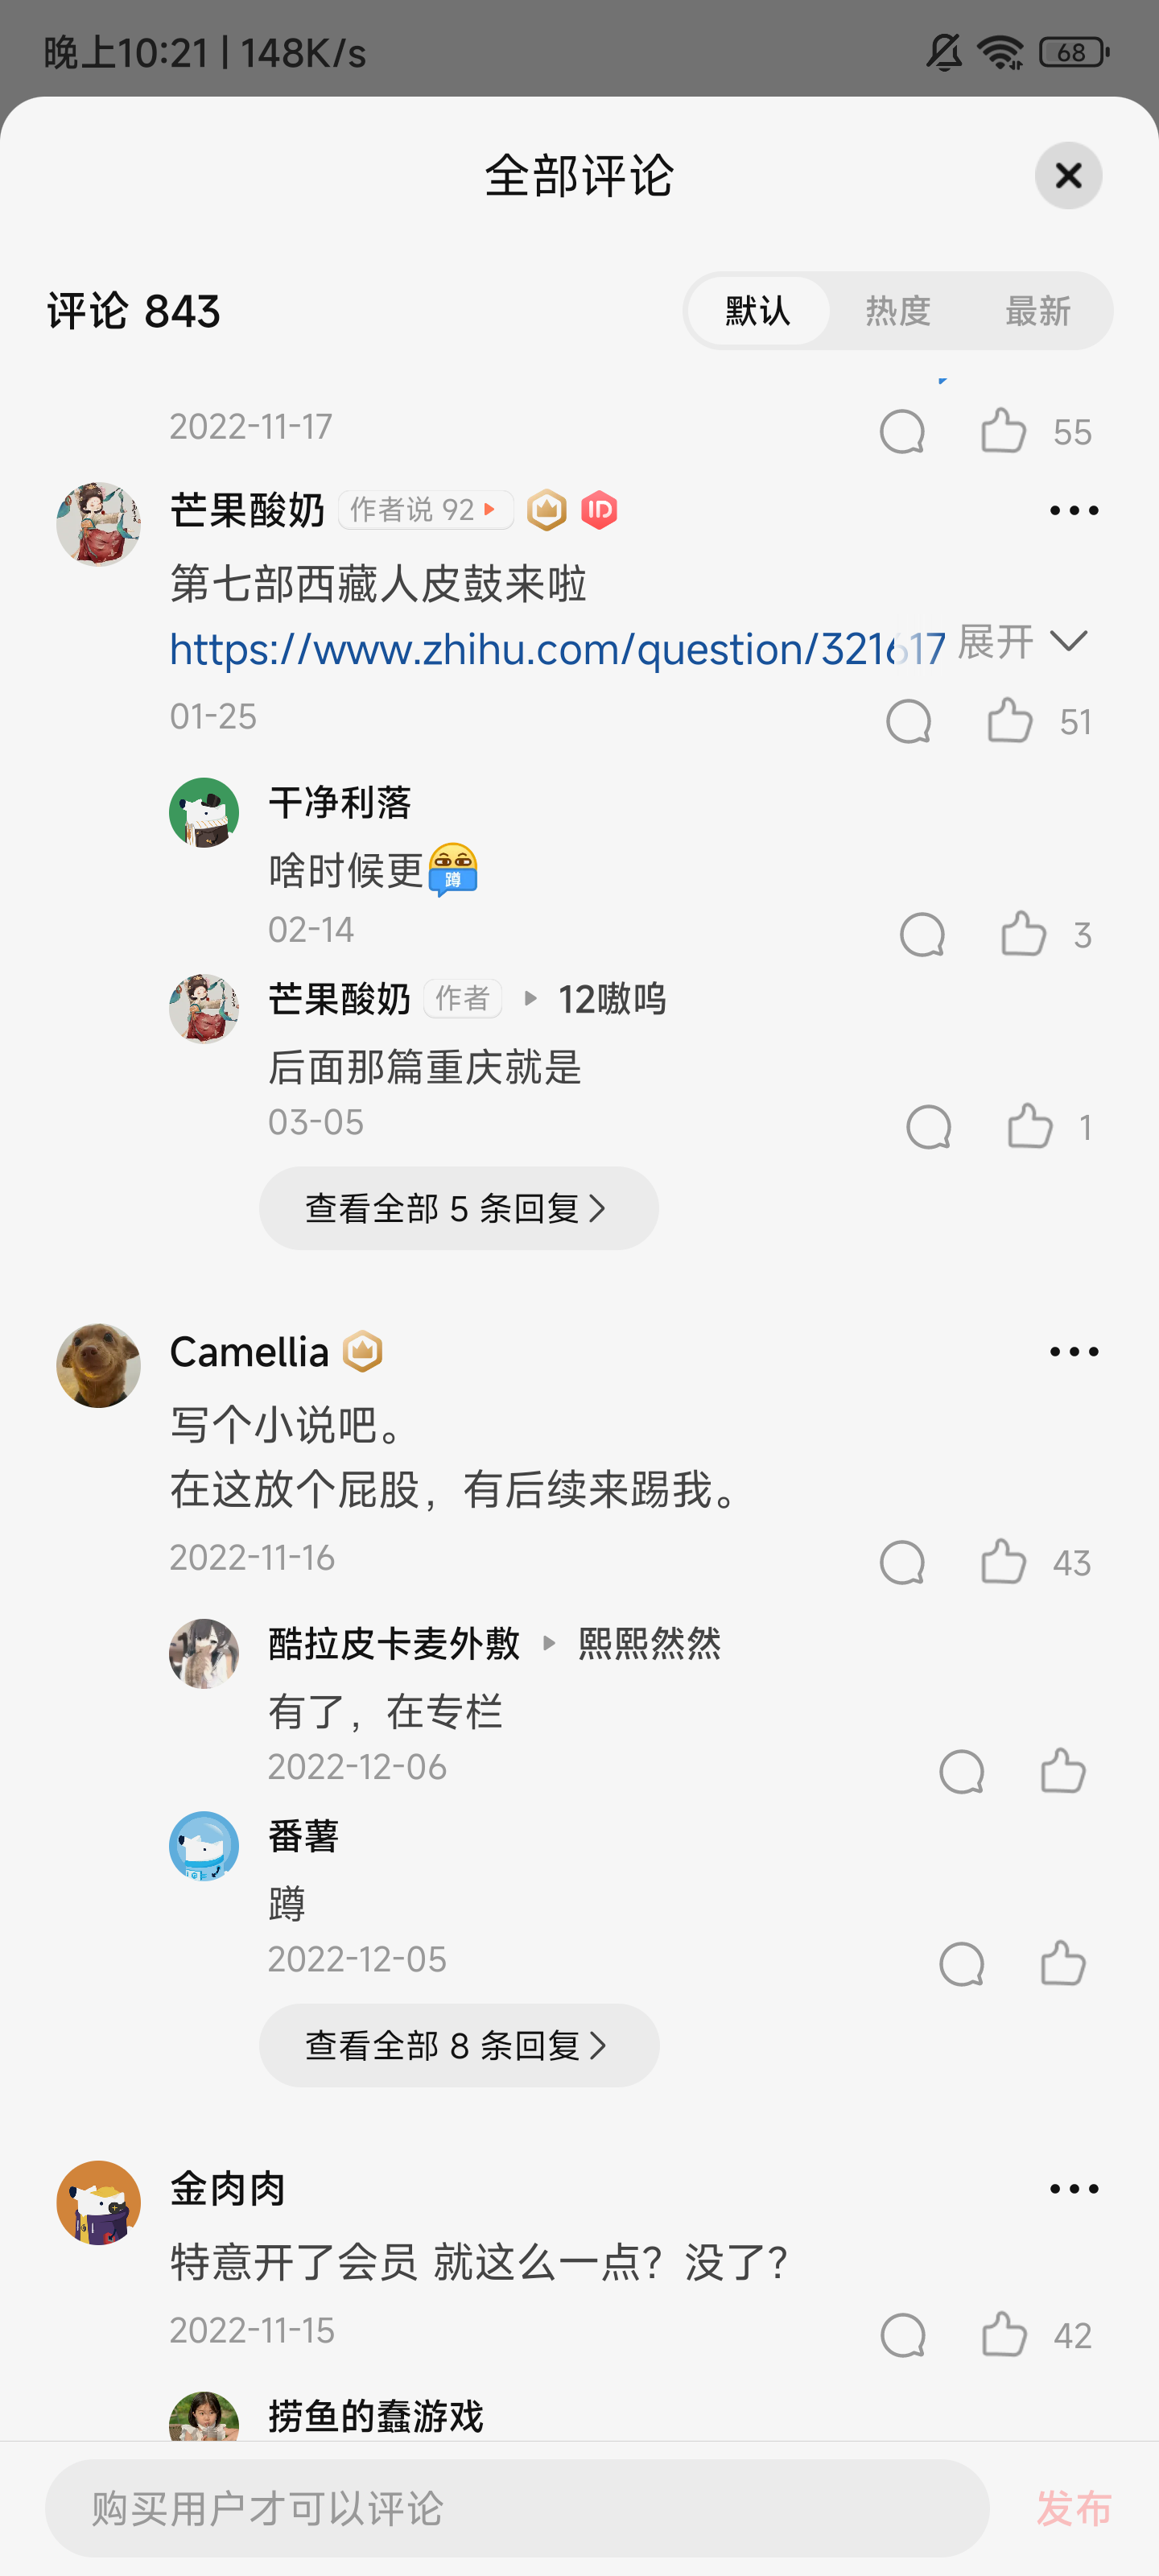 晚上10:21 | 148K/s
68
全部评论
评论 843
默认 热度 最新
2022-11-17
55
芒果酸奶 作者说 92
第七部西藏人皮鼓来啦
https://www.zhihu.com/question/321617 展开
01-25
51
干净利落
啥时候更 蹲
02-14
3
芒果酸奶 作者 12嗷呜
后面那篇重庆就是
03-05
1
查看全部 5 条回复
Camellia
写个小说吧。
在这放个屁股，有后续来踢我。
2022-11-16
43
酷拉皮卡麦外敷 熙熙然然
有了，在专栏
2022-12-06
番薯
蹲
2022-12-05
查看全部 8 条回复
金肉肉
特意开了会员 就这么一点？没了？
2022-11-15
42
捞鱼的蠢游戏
购买用户才可以评论
发布